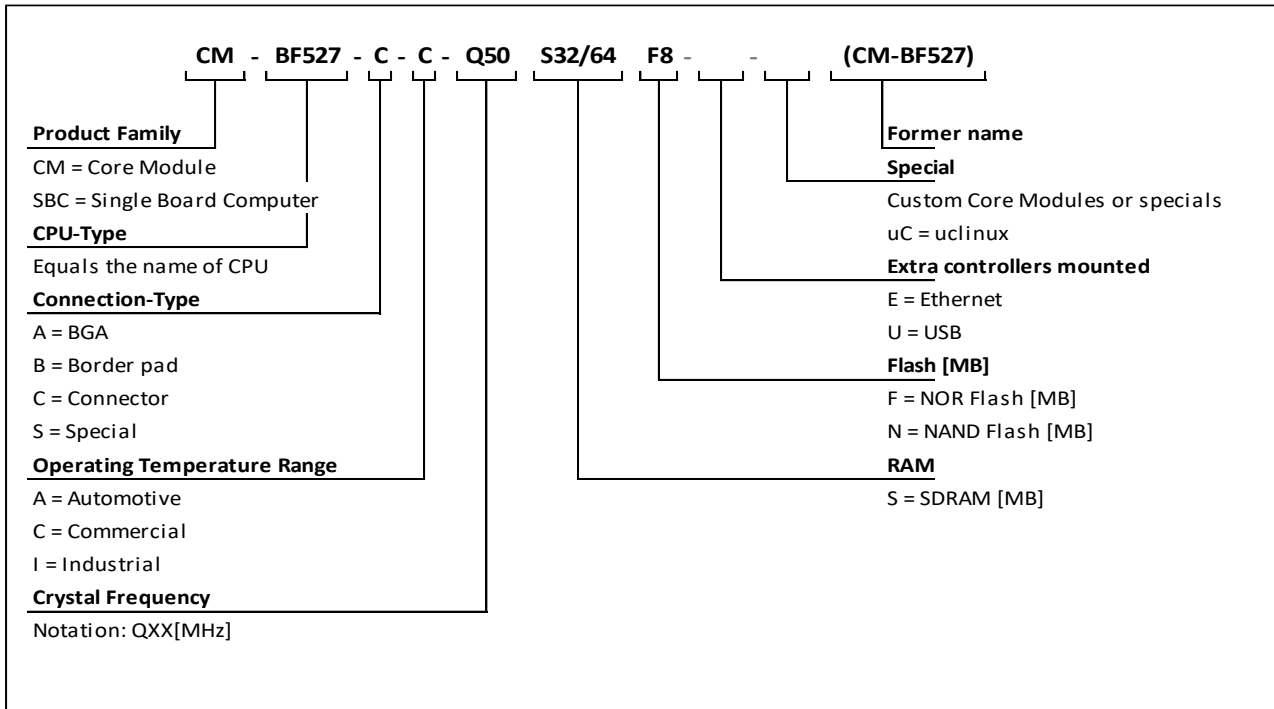 CM - BF527 - C - C - Q50 S32/64 F8 - - (CM-BF527)
Product Family
CM = Core Module
SBC = Single Board Computer
CPU-Type
Equals the name of CPU
Connection-Type
A = BGA
B = Border pad
C = Connector
S = Special
Operating Temperature Range
A = Automotive
C = Commercial
I = Industrial
Crystal Frequency
Notation: QXX[MHz]
Former name
Special
Custom Core Modules or specials
uC = uclinux
Extra controllers mounted
E = Ethernet
U = USB
Flash [MB]
F = NOR Flash [MB]
N = NAND Flash [MB]
RAM
S = SDRAM [MB]